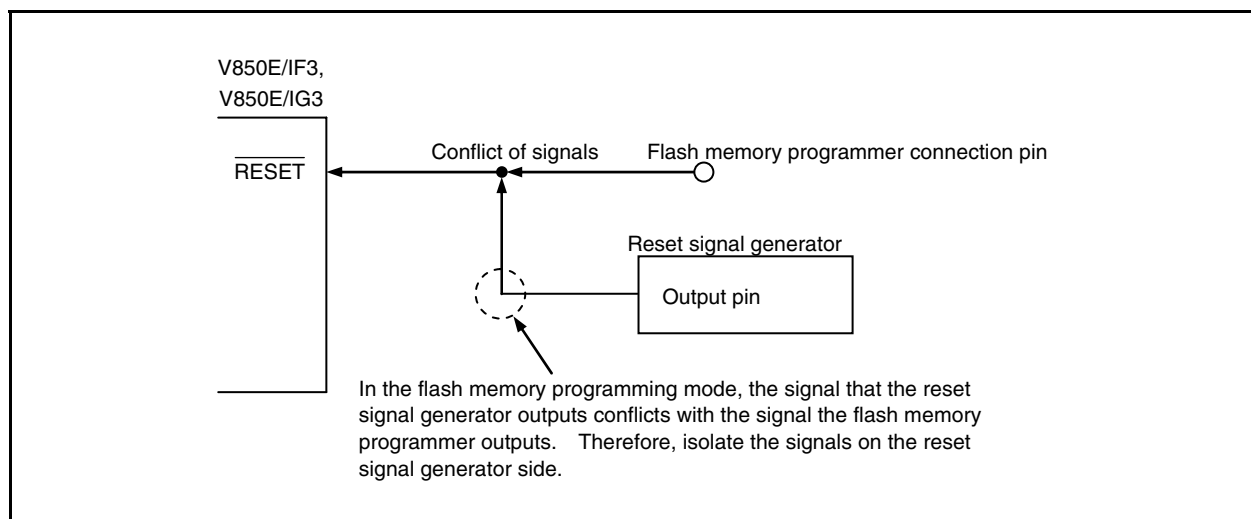 V850E/IF3,
V850E/IG3
RESET
Conflict of signals
Flash memory programmer connection pin
Reset signal generator
Output pin
In the flash memory programming mode, the signal that the reset
signal generator outputs conflicts with the signal the flash memory
programmer outputs. Therefore, isolate the signals on the reset
signal generator side.